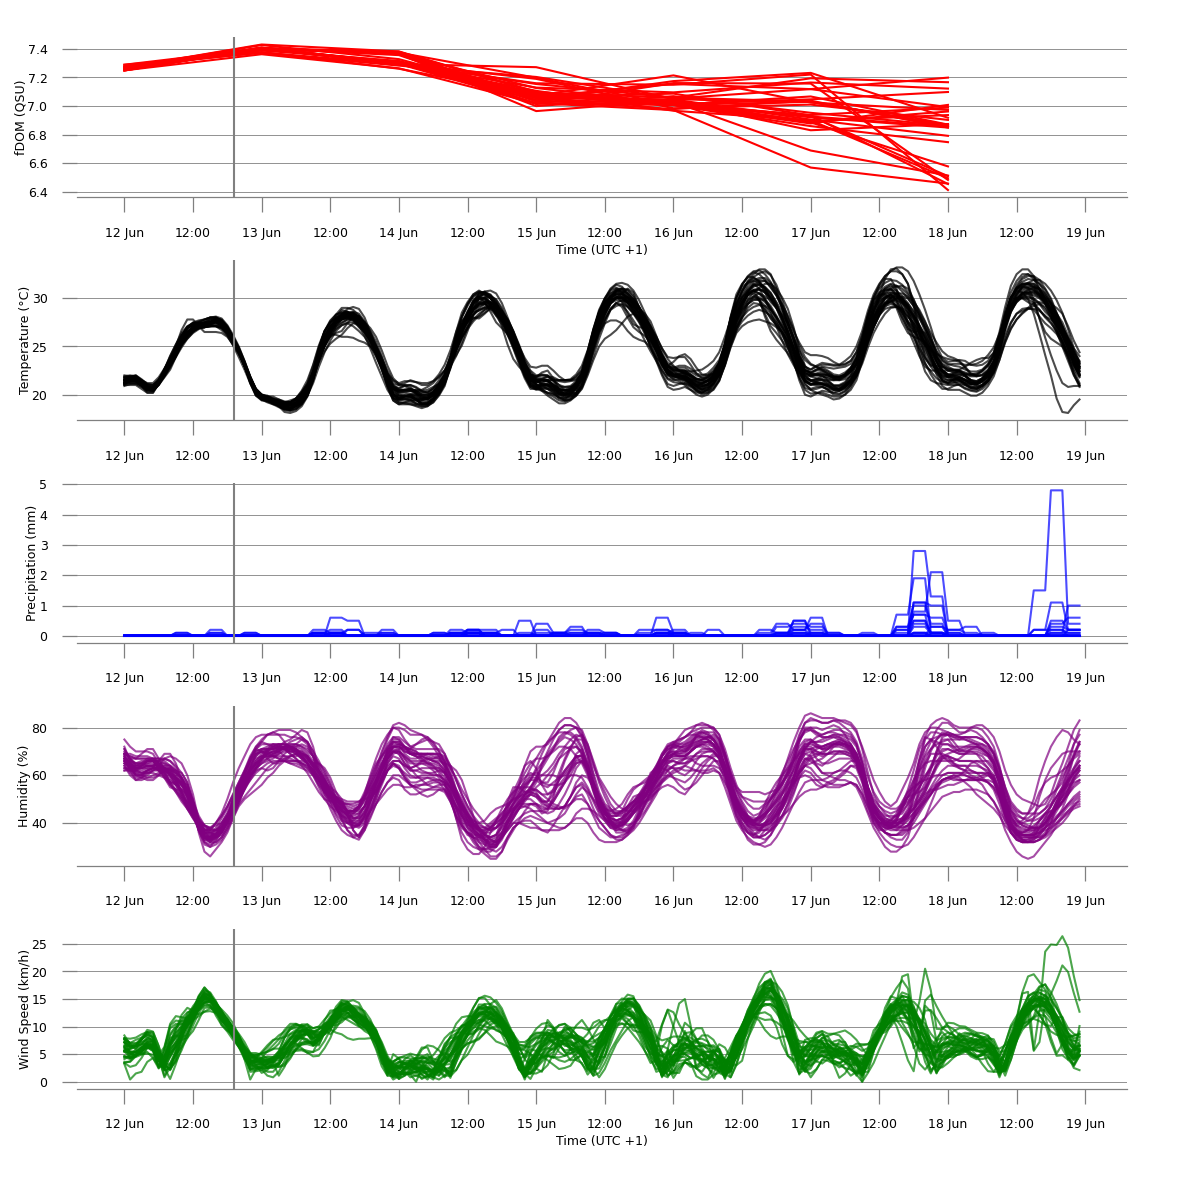 fDOM (QSU)
7.4
7.2
7.0
6.8
6.6
6.4
12 Jun 12:00 13 Jun 12:00 14 Jun 12:00 15 Jun 12:00 16 Jun 12:00 17 Jun 12:00 18 Jun 12:00 19 Jun
Time (UTC +1)
Temperature (°C)
30
25
20
12 Jun 12:00 13 Jun 12:00 14 Jun 12:00 15 Jun 12:00 16 Jun 12:00 17 Jun 12:00 18 Jun 12:00 19 Jun
Precipitation (mm)
5
4
3
2
1
0
12 Jun 12:00 13 Jun 12:00 14 Jun 12:00 15 Jun 12:00 16 Jun 12:00 17 Jun 12:00 18 Jun 12:00 19 Jun
Humidity (%)
80
60
40
12 Jun 12:00 13 Jun 12:00 14 Jun 12:00 15 Jun 12:00 16 Jun 12:00 17 Jun 12:00 18 Jun 12:00 19 Jun
Wind Speed (km/h)
25
20
15
10
5
0
12 Jun 12:00 13 Jun 12:00 14 Jun 12:00 15 Jun 12:00 16 Jun 12:00 17 Jun 12:00 18 Jun 12:00 19 Jun
Time (UTC +1)